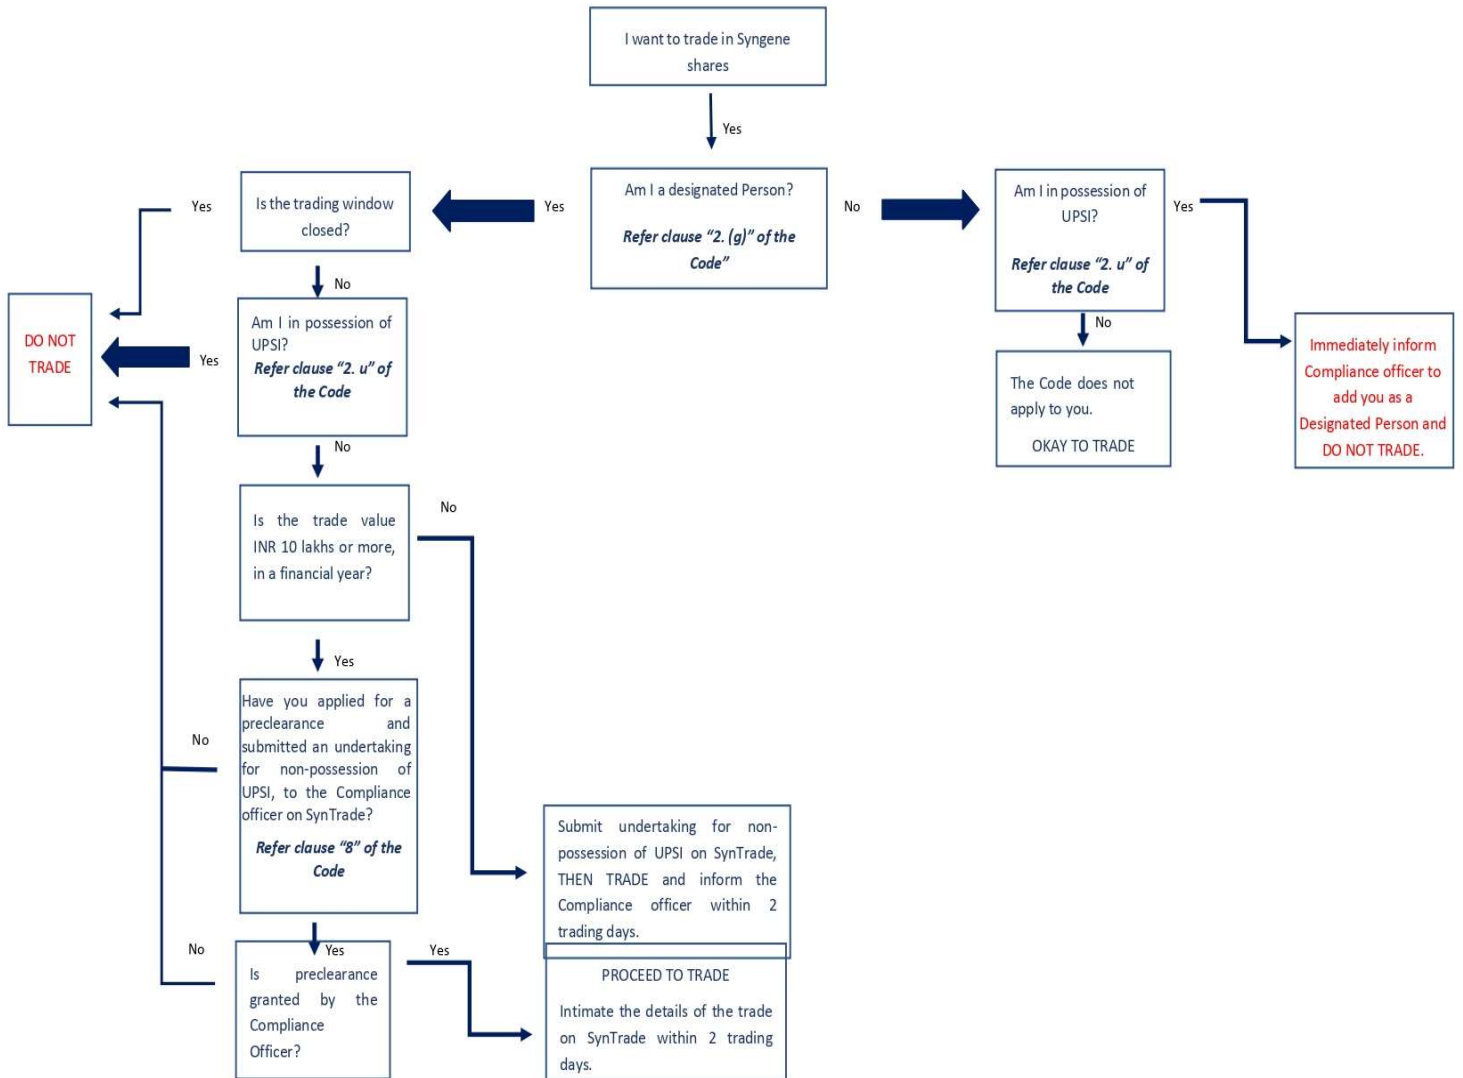 I want to trade in Syngene
shares
Yes
Am I a designated Person?
Refer clause “2. (g)” of the
Code”
Yes
No
Is the trading window
closed?
Yes
No
Am I in possession of
UPSI?
Refer clause “2. u” of
the Code
Yes
No
DO NOT
TRADE
Is the trade value
INR 10 lakhs or more,
in a financial year?
No
Yes
Have you applied for a
preclearance and
submitted an undertaking
for non-possession of
UPSI, to the Compliance
officer on SynTrade?
Refer clause “8” of the
Code
No
Yes
Is preclearance
granted by the
Compliance
Officer?
No
Yes
Submit undertaking for non-
possession of UPSI on SynTrade,
THEN TRADE and inform the
Compliance officer within 2
trading days.
PROCEED TO TRADE
Intimate the details of the trade
on SynTrade within 2 trading
days.
Am I in possession of
UPSI?
Refer clause “2. u” of
the Code
Yes
No
The Code does not
apply to you.
OKAY TO TRADE
Immediately inform
Compliance officer to
add you as a
Designated Person and
DO NOT TRADE.